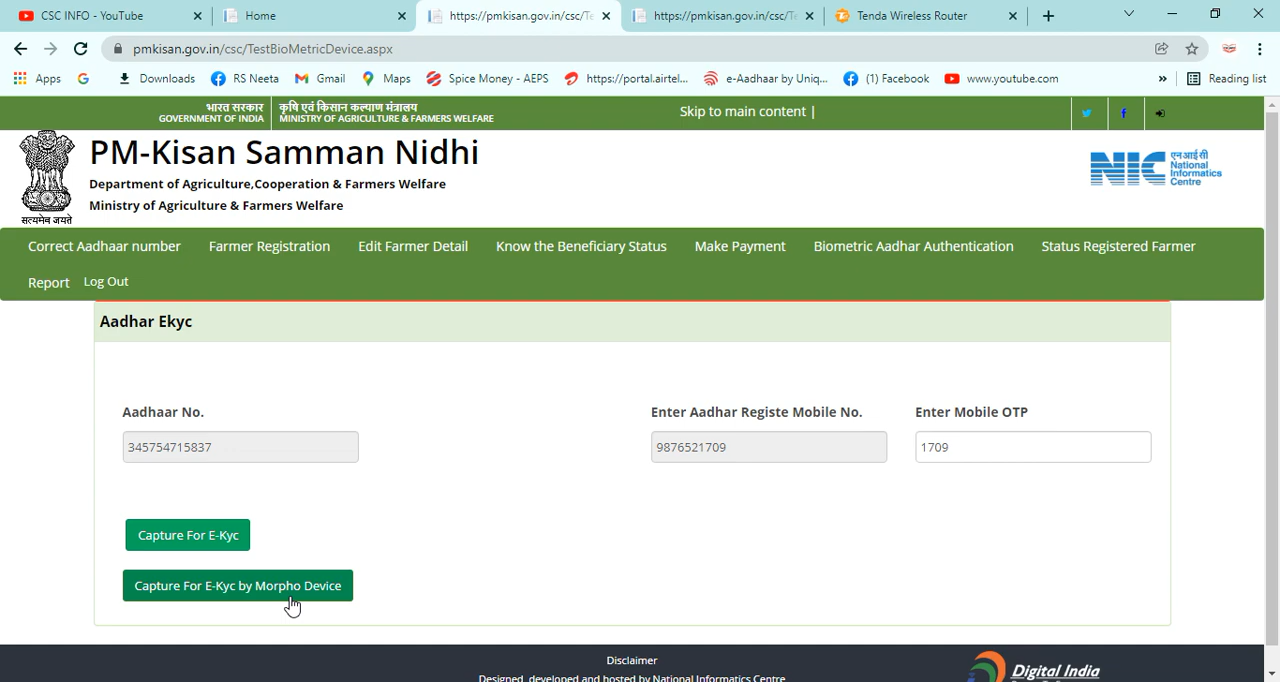 CSC INFO - YouTube
Home
https://pmkisan.gov.in/csc/Te
https://pmkisan.gov.in/csc/Te
Tenda Wireless Router
pmkisan.gov.in/csc/TestBioMetricDevice.aspx
Apps
Downloads
RS Neeta
Gmail
Maps
Spice Money - AEPS
https://portal.airtel...
e-Aadhaar by Uniq...
(1) Facebook
www.youtube.com
»
Reading list
भारत सरकार
GOVERNMENT OF INDIA
कृषि एवं किसान कल्याण मंत्रालय
MINISTRY OF AGRICULTURE & FARMERS WELFARE
Skip to main content |
PM-Kisan Samman Nidhi
Department of Agriculture,Cooperation & Farmers Welfare
Ministry of Agriculture & Farmers Welfare
सत्यमेव जयते
NIC
एन आई सी
National
Informatics
Centre
Correct Aadhaar number
Farmer Registration
Edit Farmer Detail
Know the Beneficiary Status
Make Payment
Biometric Aadhar Authentication
Status Registered Farmer
Report
Log Out
Aadhar Ekyc
Aadhaar No.
Enter Aadhar Registe Mobile No.
Enter Mobile OTP
345754715837
9876521709
1709
Capture For E-Kyc
Capture For E-Kyc by Morpho Device
Disclaimer
Designed, developed and hosted by National Informatics Centre
Digital India